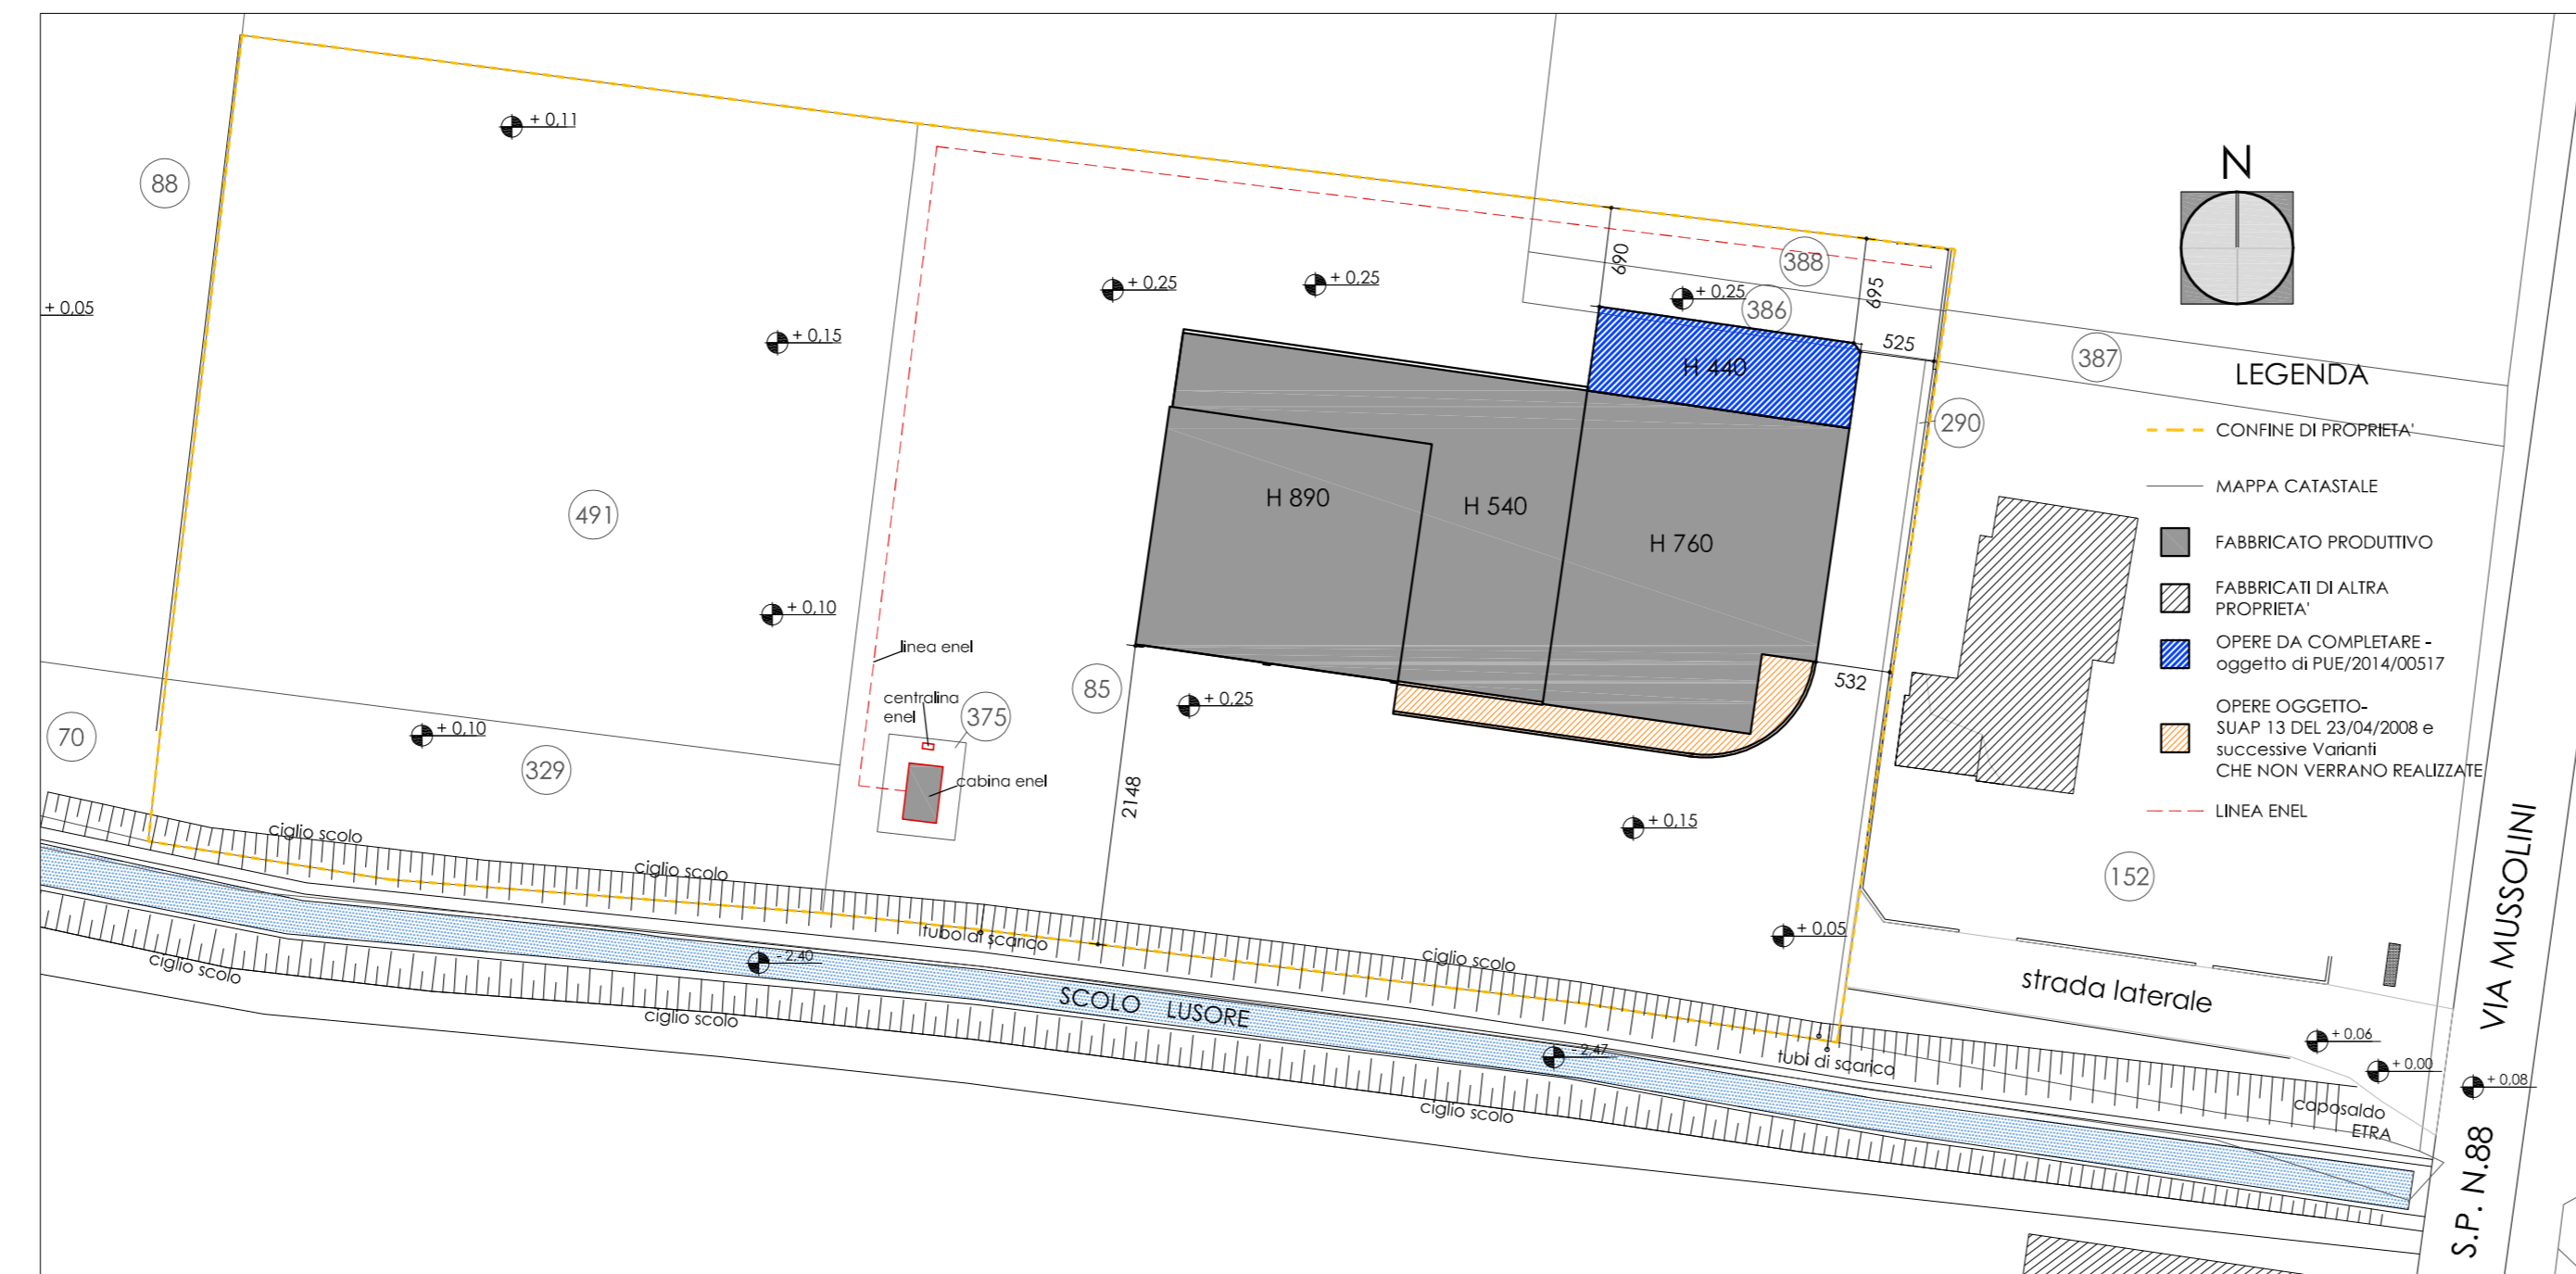 + 0,11
88
+ 0,05
+ 0,15
491
+ 0,10
70
+ 0,10
329
linea enel
centralina
enel
375
cabina enel
85
2148
+ 0,25
+ 0,25
+ 0,25
690
388
386
695
525
H 440
H 890
H 540
H 760
532
+ 0,25
+ 0,15
+ 0,05
387
290
152
N
LEGENDA
CONFINE DI PROPRIETA'
MAPPA CATASTALE
FABBRICATO PRODUTTIVO
FABBRICATI DI ALTRA
PROPRIETA'
OPERE DA COMPLETARE -
oggetto di PUE/2014/00517
OPERE OGGETTO-
SUAP 13 DEL 23/04/2008 e
successive Varianti
CHE NON VERRANO REALIZZATE
LINEA ENEL
ciglio scolo
ciglio scolo
tubo di scarico
ciglio scolo
ciglio scolo
ciglio scolo
- 2,40
SCOLO LUSORE
- 2,47
tubi di scarico
ciglio scolo
strada laterale
+ 0,06
+ 0,00
+ 0,08
caposaldo
ETRA
VIA MUSSOLINI
S.P. N.88